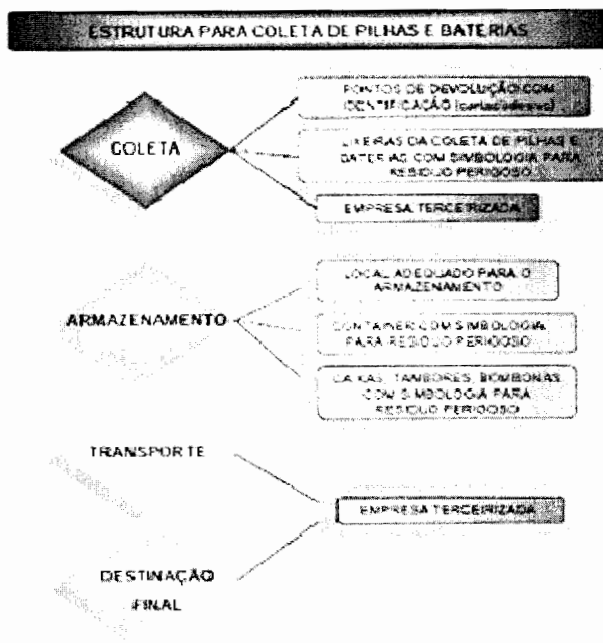 ESTRUTURA PARA COLETA DE PILHAS E BATERIAS
COLETA
PONTOS DE DEVOLUÇÃO COM
IDENTIFICAÇÃO
LIXEIRAS DA COLETA DE PILHAS E
BATERIAS COM SIMBOLOGIA PARA
RESÍDUO PERIGOSO
EMPRESA TERCEIRIZADA
ARMAZENAMENTO
LOCAL ADEQUADO PARA O
ARMAZENAMENTO
CONTAINER COM SIMBOLOGIA
PARA RESÍDUO PERIGOSO
CAIXAS, TAMBORES, BOMBONAS
COM SIMBOLOGIA PARA
RESÍDUO PERIGOSO
TRANSPORTE
EMPRESA TERCEIRIZADA
DESTINAÇÃO
FINAL